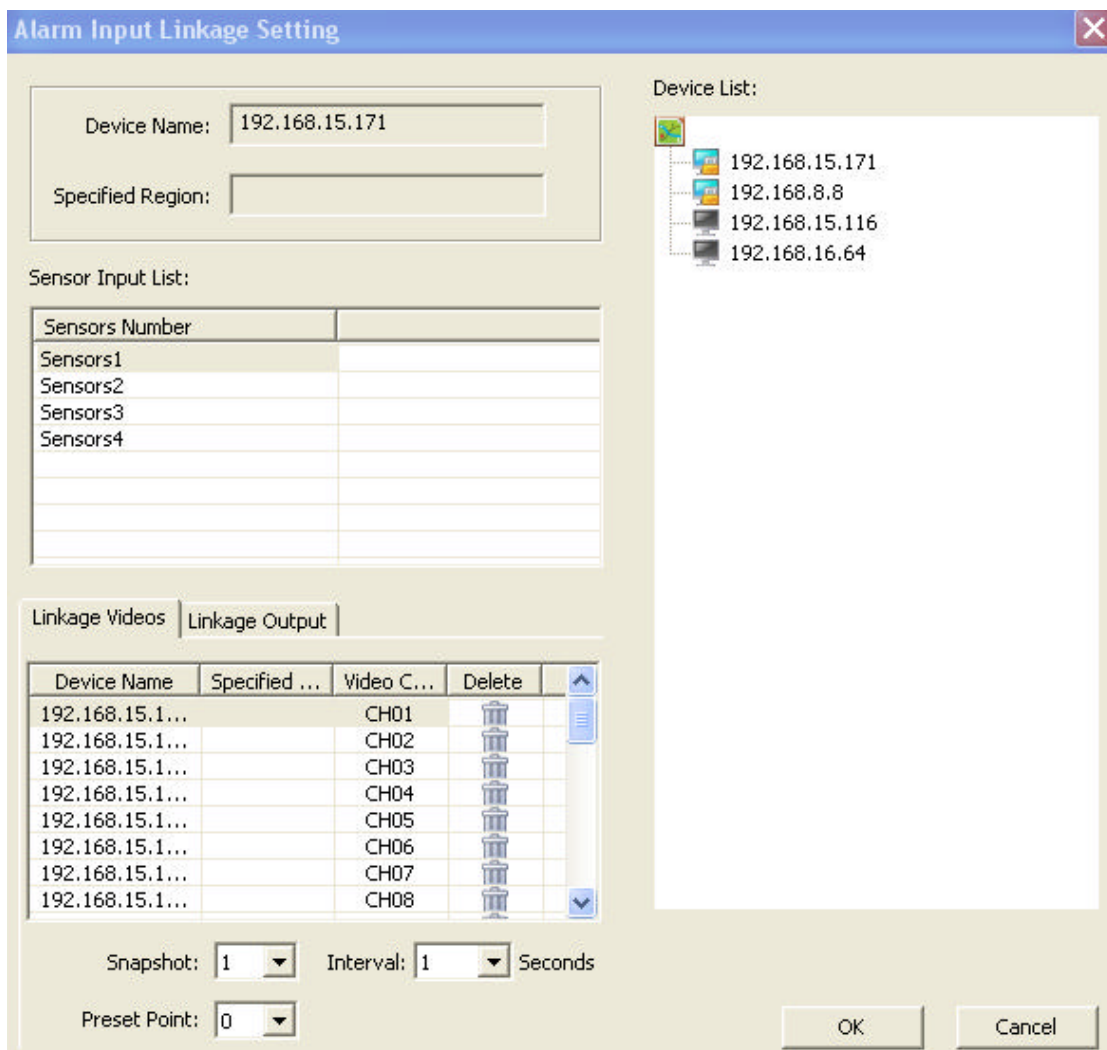 Alarm Input Linkage Setting
Device Name: 192.168.15.171
Specified Region:
Sensor Input List:
Sensors Number
Sensors1
Sensors2
Sensors3
Sensors4
Linkage Videos Linkage Output
Device Name Specified ... Video C... Delete
192.168.15.1... CH01
192.168.15.1... CH02
192.168.15.1... CH03
192.168.15.1... CH04
192.168.15.1... CH05
192.168.15.1... CH06
192.168.15.1... CH07
192.168.15.1... CH08
Snapshot: 1 Interval: 1 Seconds
Preset Point: 0
Device List:
192.168.15.171
192.168.8.8
192.168.15.116
192.168.16.64
OK Cancel